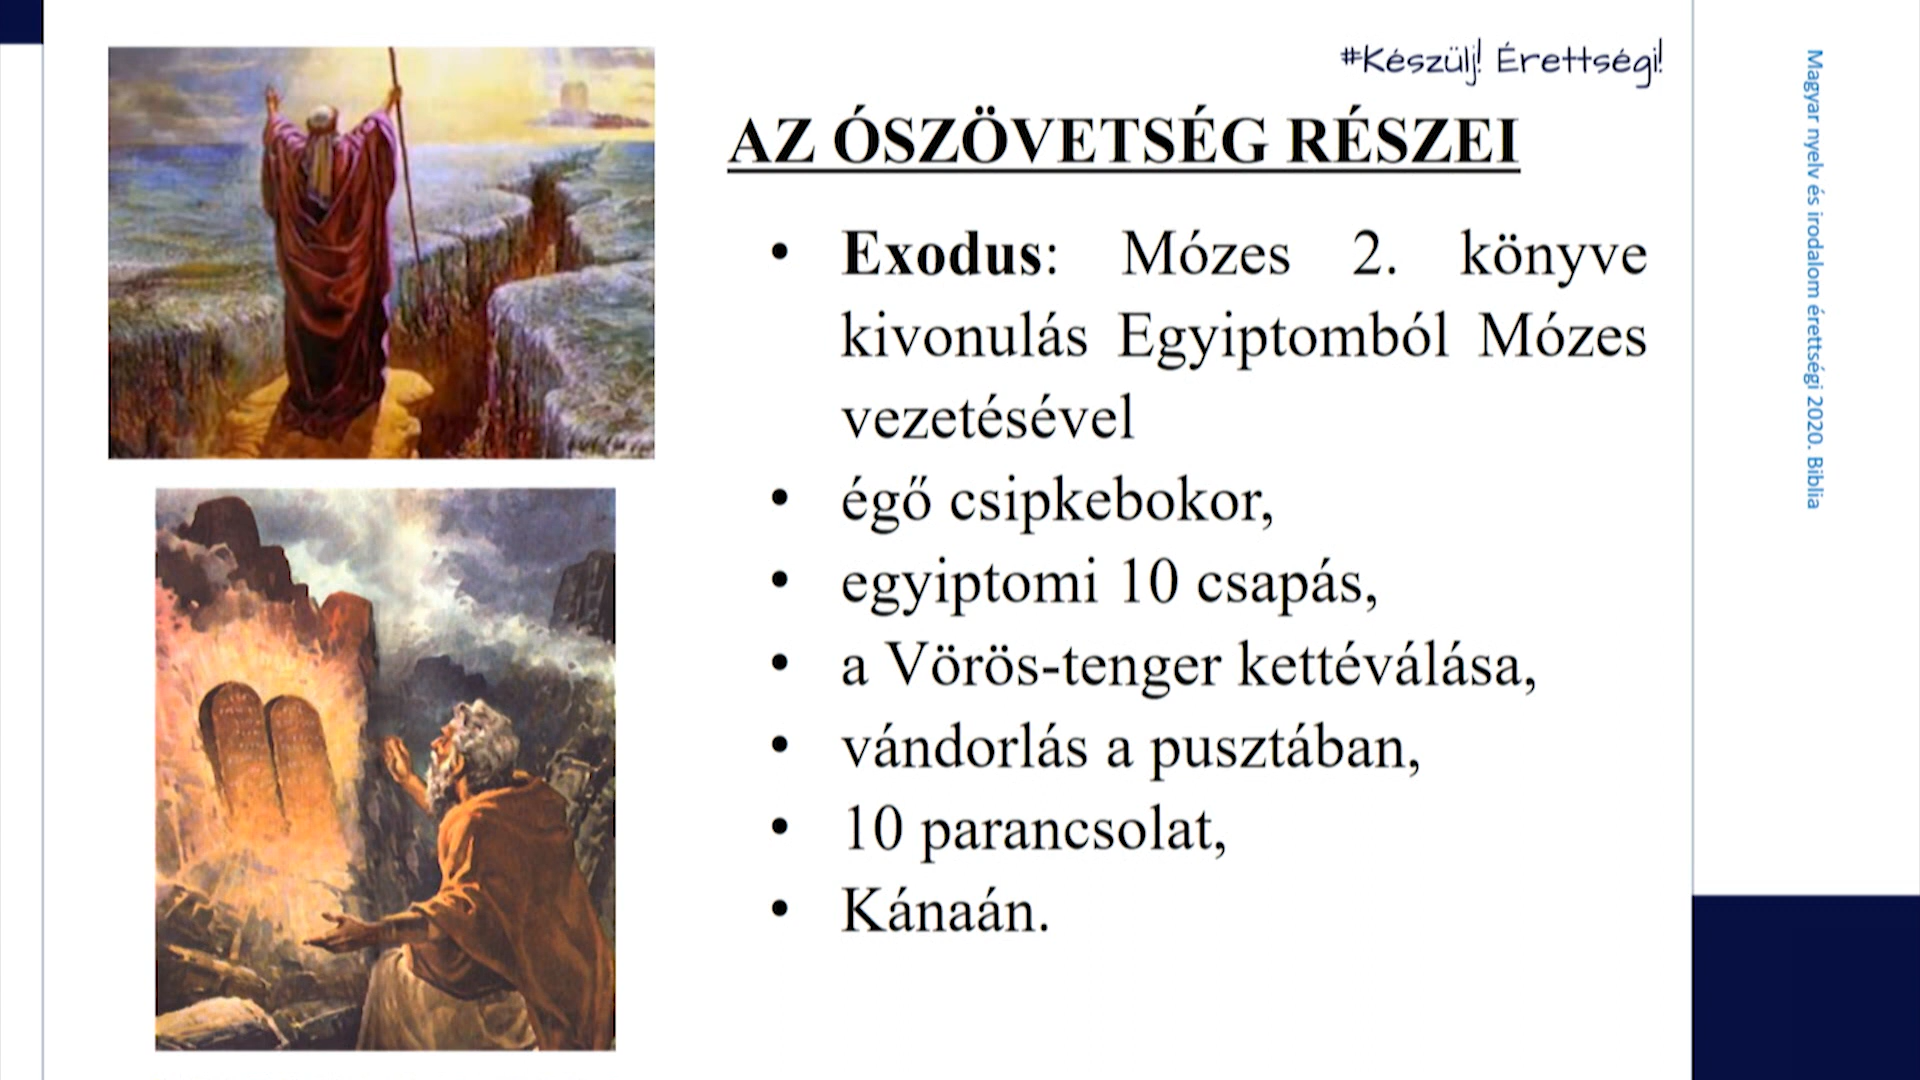 #Készülj! Érettségi!
AZ ÓSZÖVETSÉG RÉSZEI
• Exodus: Mózes 2. könyve
kivonulás Egyiptomból Mózes
vezetésével
• égő csipkebokor,
• egyiptomi 10 csapás,
• a Vörös-tenger kettéválása,
• vándorlás a pusztában,
• 10 parancsolat,
• Kánaán.
Magyar nyelv és irodalom érettségi 2020. Biblia